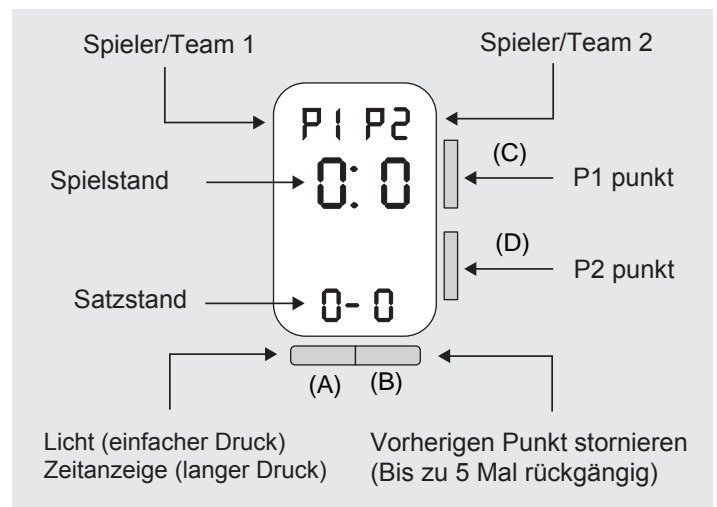 Spieler/Team 1
Spieler/Team 2
P1 P2
(C)
Spielstand
0: 0
P1 punkt
(D)
P2 punkt
Satzstand
0- 0
(A) (B)
Licht (einfacher Druck)
Zeitanzeige (langer Druck)
Vorherigen Punkt stornieren
(Bis zu 5 Mal rückgängig)